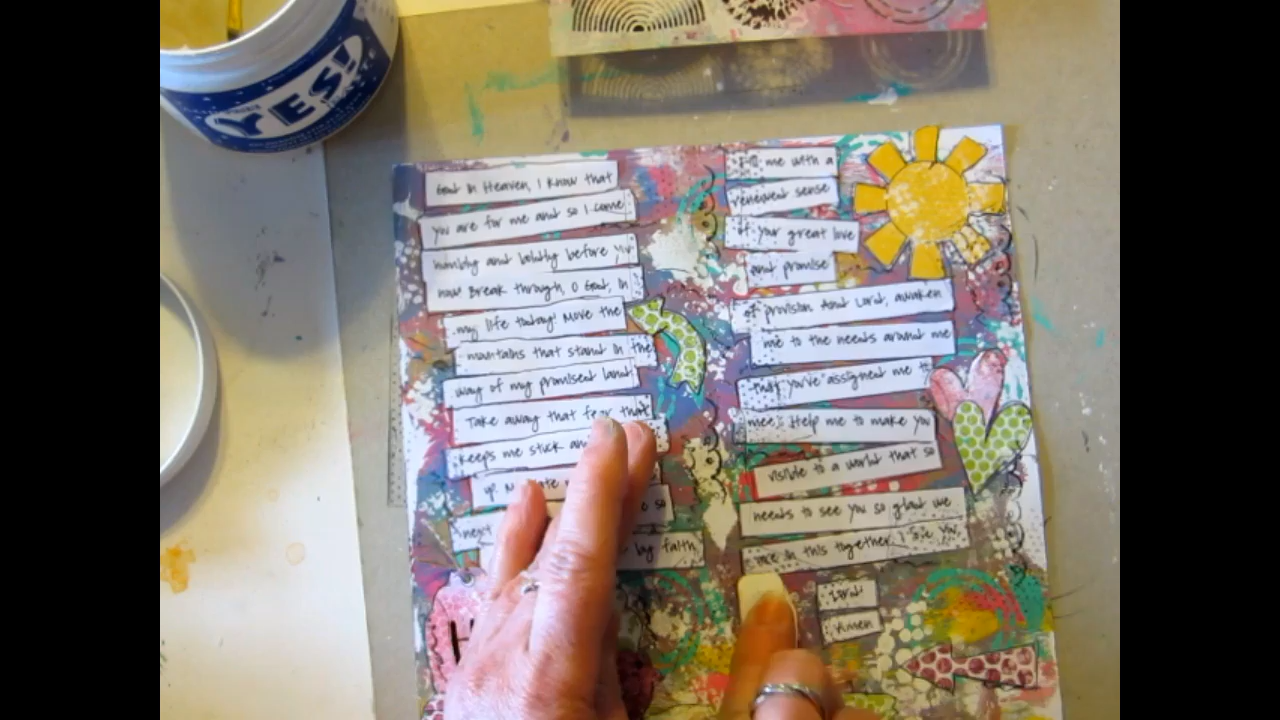 YES!
PASTE
God in Heaven, I know that
you are for me and so I come
humbly and boldly before you
now! Break through, O God, in
my life today! Move the
mountains that stand in the
way of my promised land!
Take away that fear that
keeps me stuck an
up.
next
so
by faith.
Fill me with a
renewed sense
of your great love
and promise
of provision And Lord, awaken
me to the needs around me
that you've assigned me to
meet. Help me to make you
visible to a world that so
needs to see you so glad we
are in this together. I love you
Lord!
Amen
H